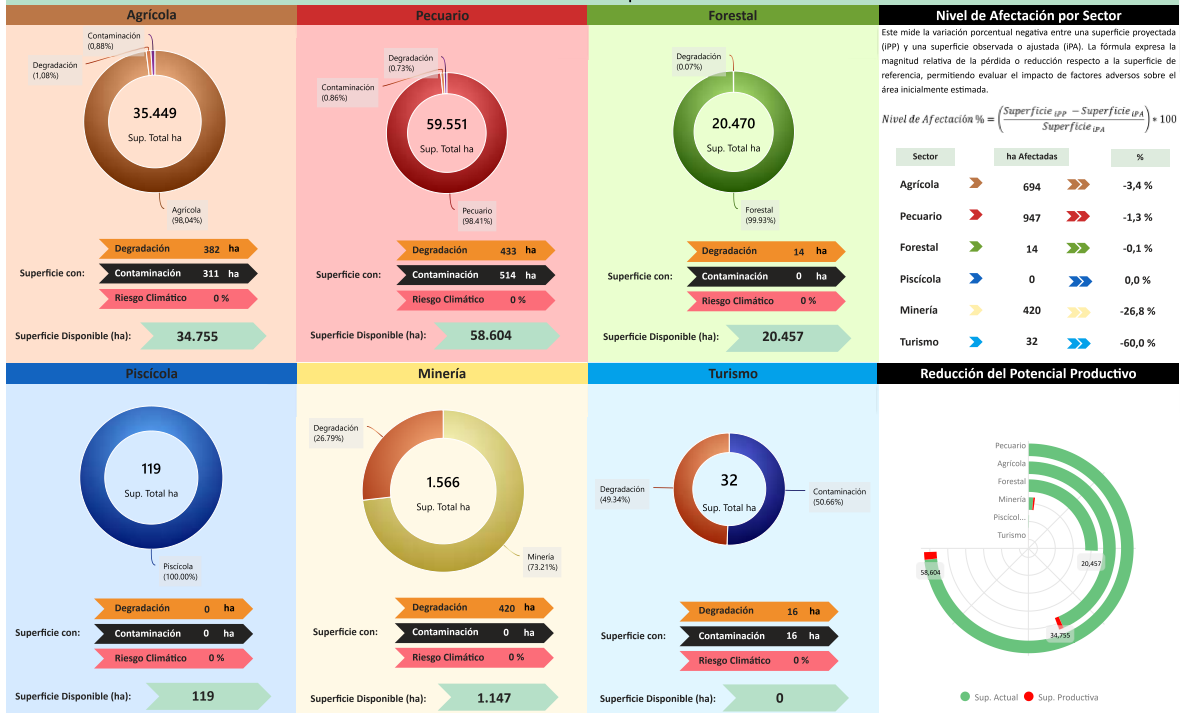 Agrícola
Contaminación
(0,88%)
Degradación
(1,08%)
35.449
Sup. Total ha
Agrícola
(98,04%)
Superficie con:
Degradación 382 ha
Contaminación 311 ha
Riesgo Climático 0 %
Superficie Disponible (ha): 34.755
Pecuario
Degradación
(0.73%)
Contaminación
(0.86%)
59.551
Sup. Total ha
Pecuario
(98.41%)
Superficie con:
Degradación 433 ha
Contaminación 514 ha
Riesgo Climático 0 %
Superficie Disponible (ha): 58.604
Forestal
Degradación
(0.07%)
20.470
Sup. Total ha
Forestal
(99.93%)
Superficie con:
Degradación 14 ha
Contaminación 0 ha
Riesgo Climático 0 %
Superficie Disponible (ha): 20.457
Nivel de Afectación por Sector
Este mide la variación porcentual negativa entre una superficie proyectada
(iPP) y una superficie observada o ajustada (iPA). La fórmula expresa la
magnitud relativa de la pérdida o reducción respecto a la superficie de
referencia, permitiendo evaluar el impacto de factores adversos sobre el
área inicialmente estimada.
Nivel de Afectación % = (Superficie iPP − Superficie iPA / Superficie iPA) * 100
Sector ha Afectadas %
Agrícola 694 -3,4 %
Pecuario 947 -1,3 %
Forestal 14 -0,1 %
Piscícola 0 0,0 %
Minería 420 -26,8 %
Turismo 32 -60,0 %
Piscícola
119
Sup. Total ha
Piscícola
(100.00%)
Superficie con:
Degradación 0 ha
Contaminación 0 ha
Riesgo Climático 0 %
Superficie Disponible (ha): 119
Minería
Degradación
(26.79%)
1.566
Sup. Total ha
Minería
(73.21%)
Superficie con:
Degradación 420 ha
Contaminación 0 ha
Riesgo Climático 0 %
Superficie Disponible (ha): 1.147
Turismo
Degradación
(49.34%)
32
Sup. Total ha
Contaminación
(50.66%)
Superficie con:
Degradación 16 ha
Contaminación 16 ha
Riesgo Climático 0 %
Superficie Disponible (ha): 0
Reducción del Potencial Productivo
Pecuario
Agrícola
Forestal
Minería
Piscícol...
Turismo
20,457
58,604
34,755
Sup. Actual Sup. Productiva